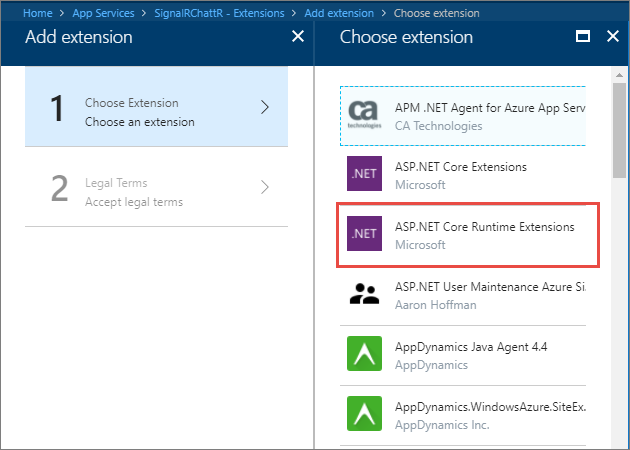 Home > App Services > SignalRChattR - Extensions > Add extension > Choose extension
Add extension
1
Choose Extension
Choose an extension
2
Legal Terms
Accept legal terms
Choose extension
ca
technologies
APM .NET Agent for Azure App Serv
CA Technologies
.NET
ASP.NET Core Extensions
Microsoft
.NET
ASP.NET Core Runtime Extensions
Microsoft
ASP.NET User Maintenance Azure Si
Aaron Hoffman
AppDynamics Java Agent 4.4
AppDynamics
AppDynamics.WindowsAzure.SiteEx.
AppDynamics Inc.